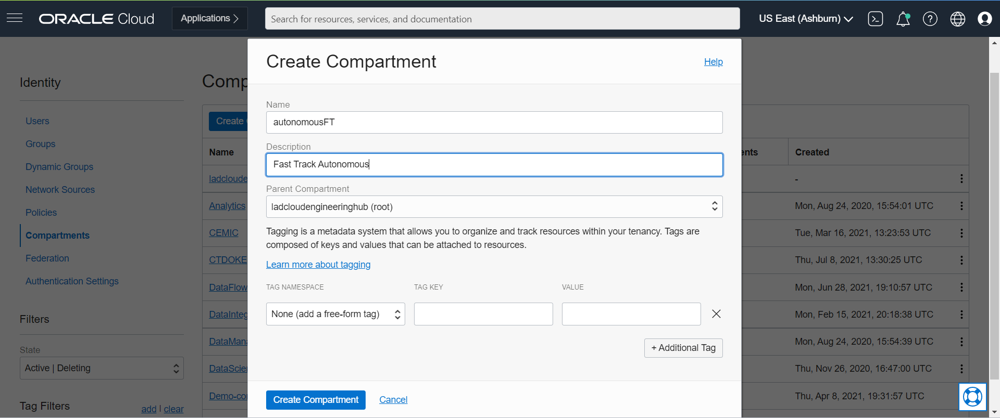 ORACLE Cloud
Applications
Search for resources, services, and documentation
US East (Ashburn)
Identity
Users
Groups
Dynamic Groups
Network Sources
Policies
Compartments
Federation
Authentication Settings
Filters
State
Active | Deleting
Tag Filters
add | clear
Comp
Create
Name
Created
ladcloude
-
Analytics
Mon, Aug 24, 2020, 15:54:01 UTC
CEMIC
Tue, Mar 16, 2021, 13:23:53 UTC
CTDOKE
Thu, Jul 8, 2021, 13:30:25 UTC
DataFlow
Mon, Jun 28, 2021, 19:10:57 UTC
DataInteg
Mon, Feb 15, 2021, 20:18:38 UTC
DataMana
Mon, Aug 24, 2020, 15:54:39 UTC
DataScien
Thu, Nov 26, 2020, 16:47:00 UTC
Demo-co
Thu, Apr 8, 2021, 19:31:57 UTC
Create Compartment
Help
Name
autonomousFT
Description
Fast Track Autonomous
Parent Compartment
ladcloudengineeringhub (root)
Tagging is a metadata system that allows you to organize and track resources within your tenancy. Tags are
composed of keys and values that can be attached to resources.
Learn more about tagging
TAG NAMESPACE TAG KEY VALUE
None (add a free-form tag)
+ Additional Tag
Create Compartment Cancel